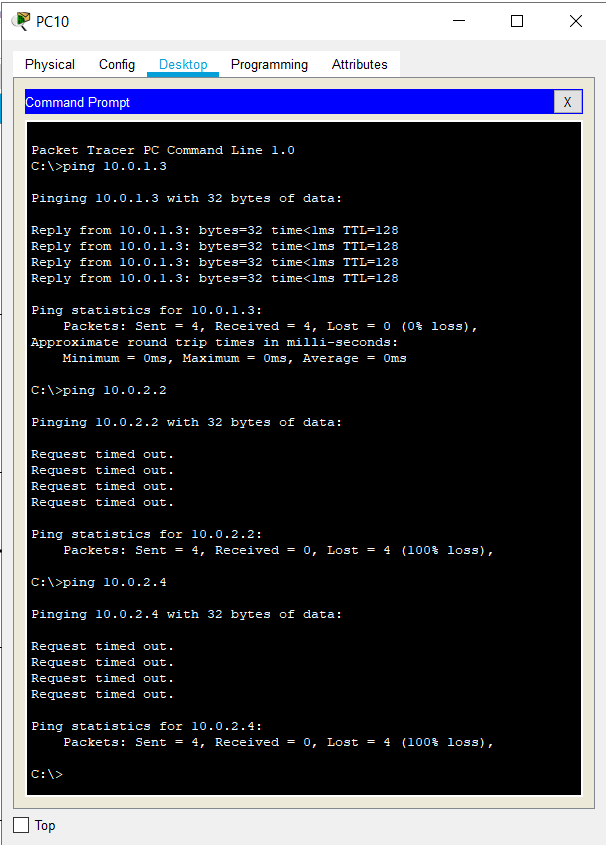 PC10
Physical Config Desktop Programming Attributes
Command Prompt
X
Packet Tracer PC Command Line 1.0
C:\>ping 10.0.1.3
Pinging 10.0.1.3 with 32 bytes of data:
Reply from 10.0.1.3: bytes=32 time<1ms TTL=128
Reply from 10.0.1.3: bytes=32 time<1ms TTL=128
Reply from 10.0.1.3: bytes=32 time<1ms TTL=128
Reply from 10.0.1.3: bytes=32 time<1ms TTL=128
Ping statistics for 10.0.1.3:
Packets: Sent = 4, Received = 4, Lost = 0 (0% loss),
Approximate round trip times in milli-seconds:
Minimum = 0ms, Maximum = 0ms, Average = 0ms
C:\>ping 10.0.2.2
Pinging 10.0.2.2 with 32 bytes of data:
Request timed out.
Request timed out.
Request timed out.
Request timed out.
Ping statistics for 10.0.2.2:
Packets: Sent = 4, Received = 0, Lost = 4 (100% loss),
C:\>ping 10.0.2.4
Pinging 10.0.2.4 with 32 bytes of data:
Request timed out.
Request timed out.
Request timed out.
Request timed out.
Ping statistics for 10.0.2.4:
Packets: Sent = 4, Received = 0, Lost = 4 (100% loss),
C:\>
Top